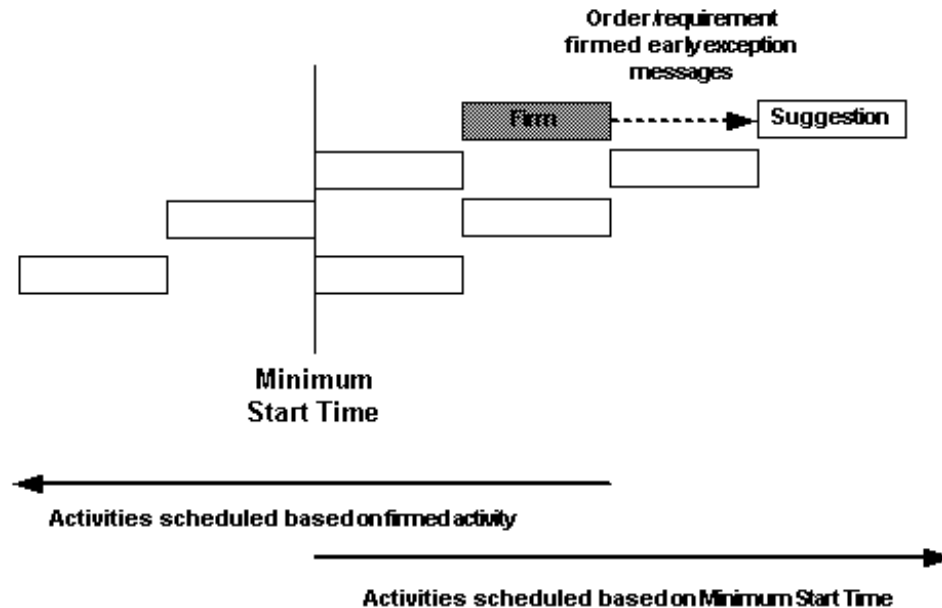 Order/requirement
firmed early exception
messages
Firm
Suggestion
Minimum
Start Time
Activities scheduled based on firmed activity
Activities scheduled based on Minimum Start Time